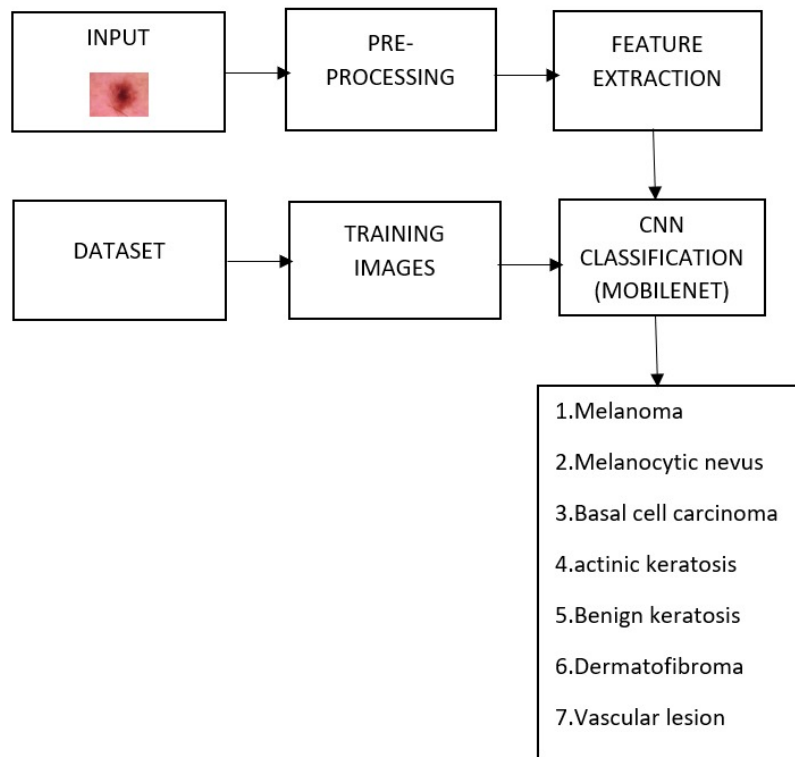 INPUT
PRE-
PROCESSING
FEATURE
EXTRACTION
DATASET
TRAINING
IMAGES
CNN
CLASSIFICATION
(MOBILENET)
1.Melanoma
2.Melanocytic nevus
3.Basal cell carcinoma
4.actinic keratosis
5.Benign keratosis
6.Dermatofibroma
7.Vascular lesion